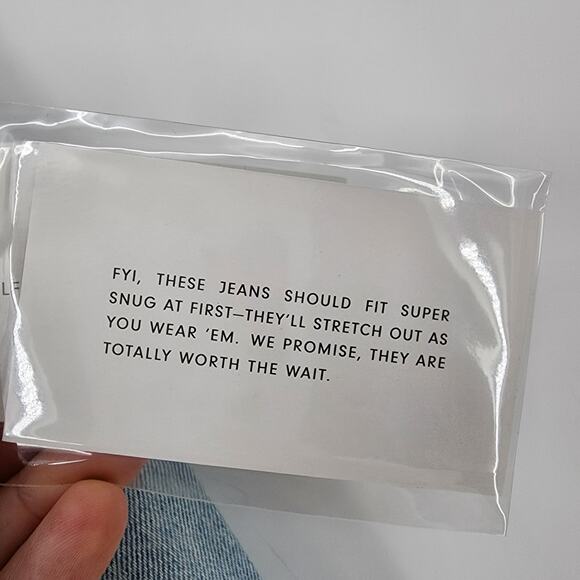 FYI, THESE JEANS SHOULD FIT SUPER
SNUG AT FIRST—THEY'LL STRETCH OUT AS
YOU WEAR 'EM. WE PROMISE, THEY ARE
TOTALLY WORTH THE WAIT.